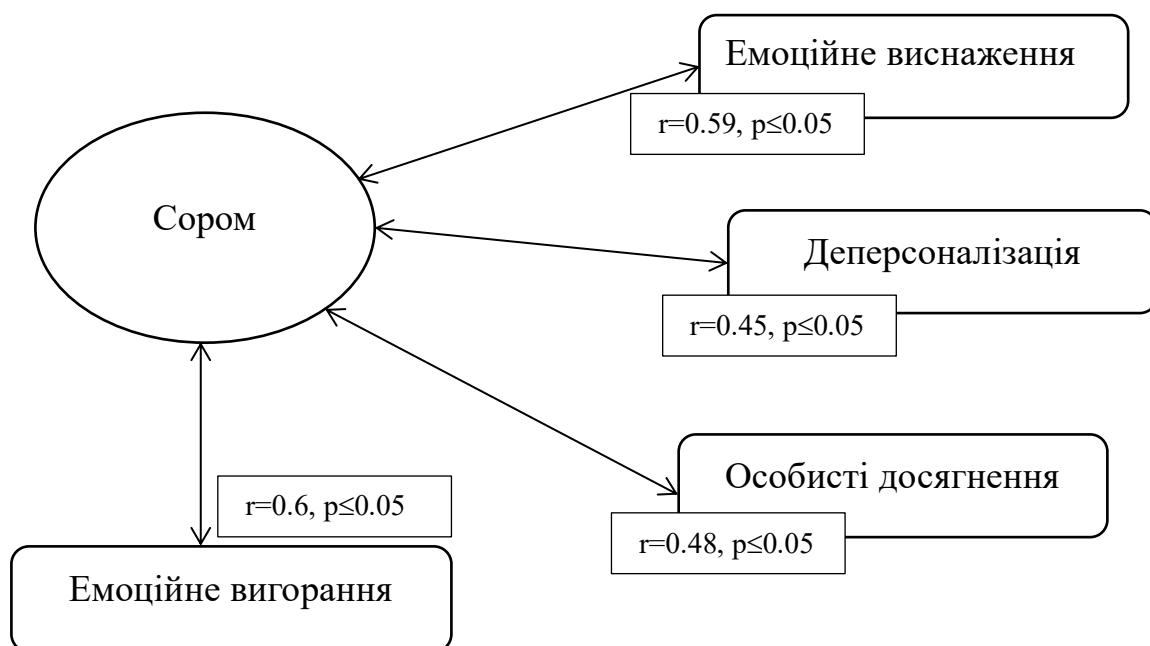 Емоційне виснаження
r=0.59, p≤0.05
Сором
Деперсоналізація
r=0.45, p≤0.05
Особисті досягнення
r=0.48, p≤0.05
r=0.6, p≤0.05
Емоційне вигорання